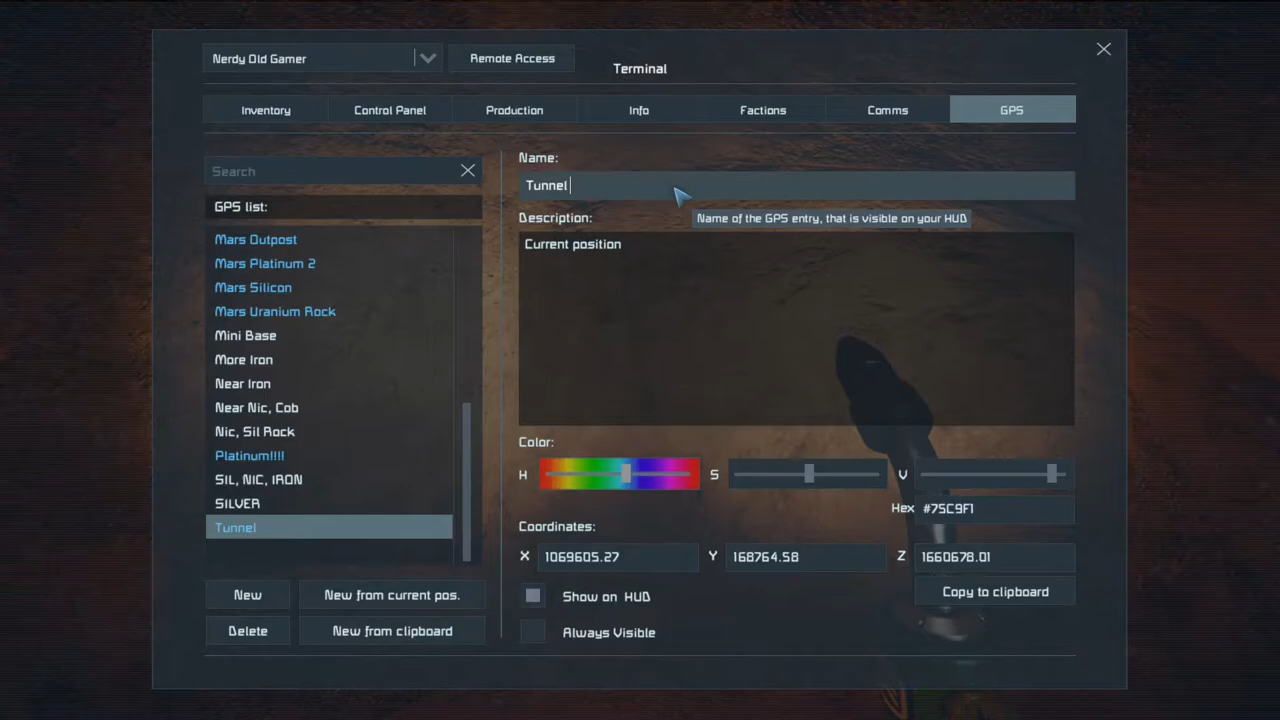 Nerdy Old Gamer
Remote Access
Terminal
Inventory
Control Panel
Production
Info
Factions
Comms
GPS
Search
GPS list:
Mars Outpost
Mars Platinum 2
Mars Silicon
Mars Uranium Rock
Mini Base
More Iron
Near Iron
Near Nic, Cob
Nic, Sil Rock
Platinum!!!!
SIL, NIC, IRON
SILVER
Tunnel
New
New from current pos.
Delete
New from clipboard
Name:
Tunnel
Name of the GPS entry, that is visible on your HUD
Description:
Current position
Color:
H
S
V
Hex #75C9F1
Coordinates:
X 1069605.27
Y 168764.58
Z 1660678.01
Copy to clipboard
Show on HUD
Always Visible